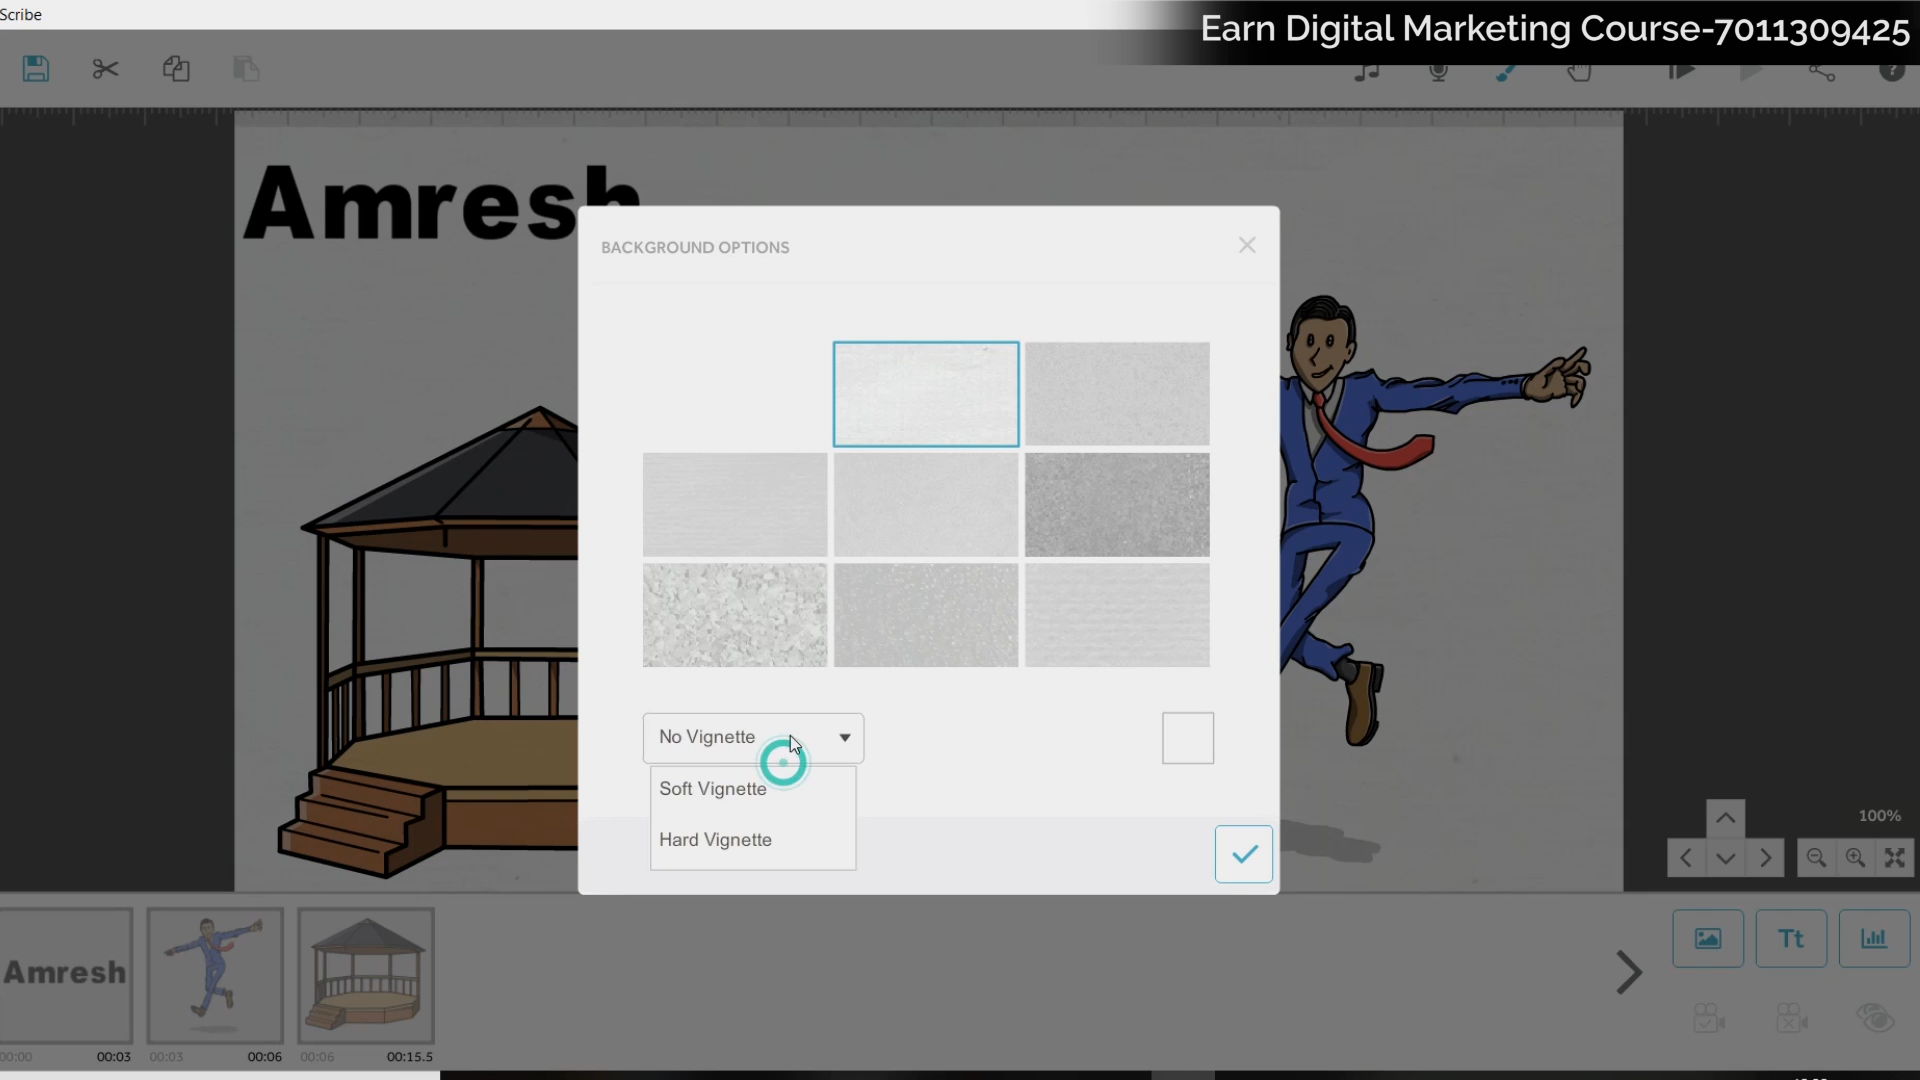 Scribe
Earn Digital Marketing Course-7011309425
Amresh
BACKGROUND OPTIONS
No Vignette
Soft Vignette
Hard Vignette
100%
Amresh
Tt
00:00 00:03
00:03 00:06
00:06 00:15.5